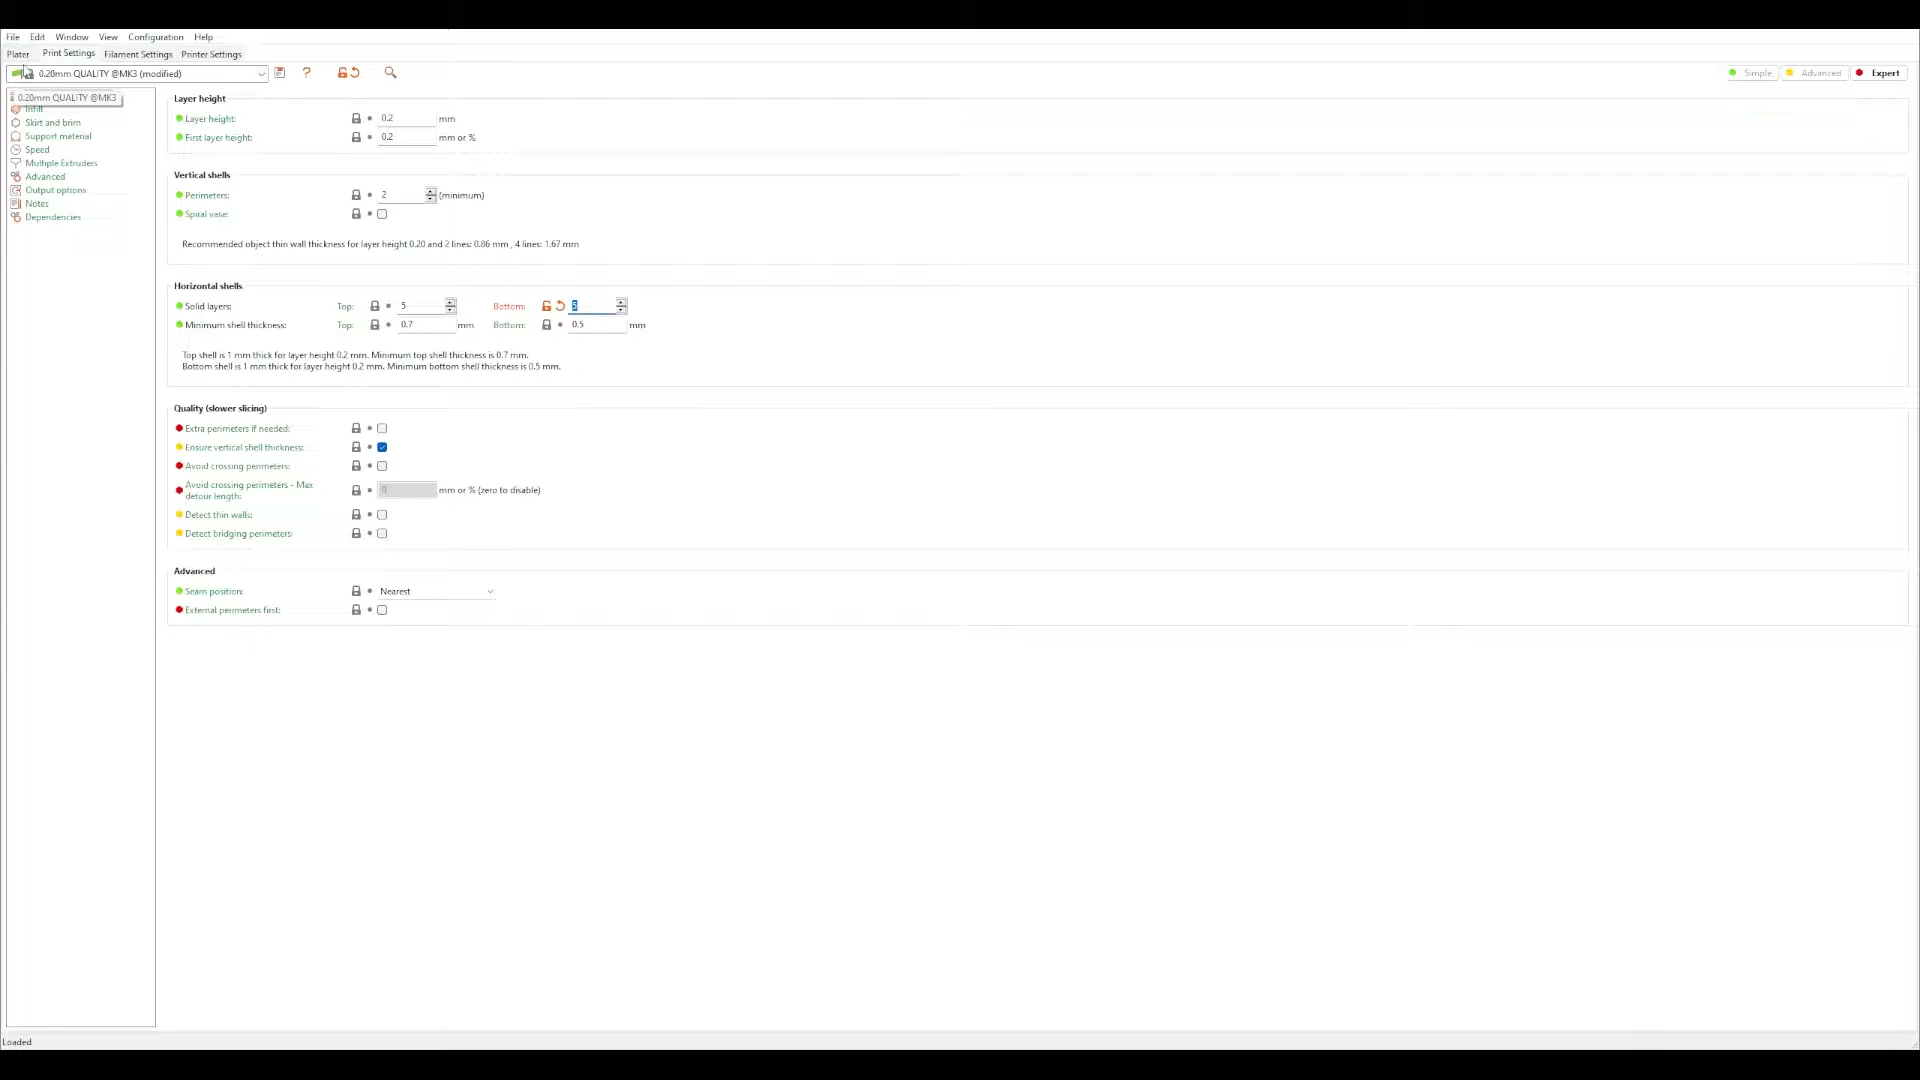 File Edit Window View Configuration Help
Plater Print Settings Filament Settings Printer Settings
0.20mm QUALITY @MK3 (modified)
Simple Advanced Expert
0.20mm QUALITY @MK3
Infill
Skirt and brim
Support material
Speed
Multiple Extruders
Advanced
Output options
Notes
Dependencies
Layer height
Layer height: 0.2 mm
First layer height: 0.2 mm or %
Vertical shells
Perimeters: 2 (minimum)
Spiral vase:
Recommended object thin wall thickness for layer height 0.20 and 2 lines: 0.86 mm , 4 lines: 1.67 mm
Horizontal shells
Solid layers: Top: 5 Bottom: 5
Minimum shell thickness: Top: 0.7 mm Bottom: 0.5 mm
Top shell is 1 mm thick for layer height 0.2 mm. Minimum top shell thickness is 0.7 mm.
Bottom shell is 1 mm thick for layer height 0.2 mm. Minimum bottom shell thickness is 0.5 mm.
Quality (slower slicing)
Extra perimeters if needed:
Ensure vertical shell thickness:
Avoid crossing perimeters:
Avoid crossing perimeters - Max
detour length: 0 mm or % (zero to disable)
Detect thin walls:
Detect bridging perimeters:
Advanced
Seam position: Nearest
External perimeters first:
Loaded